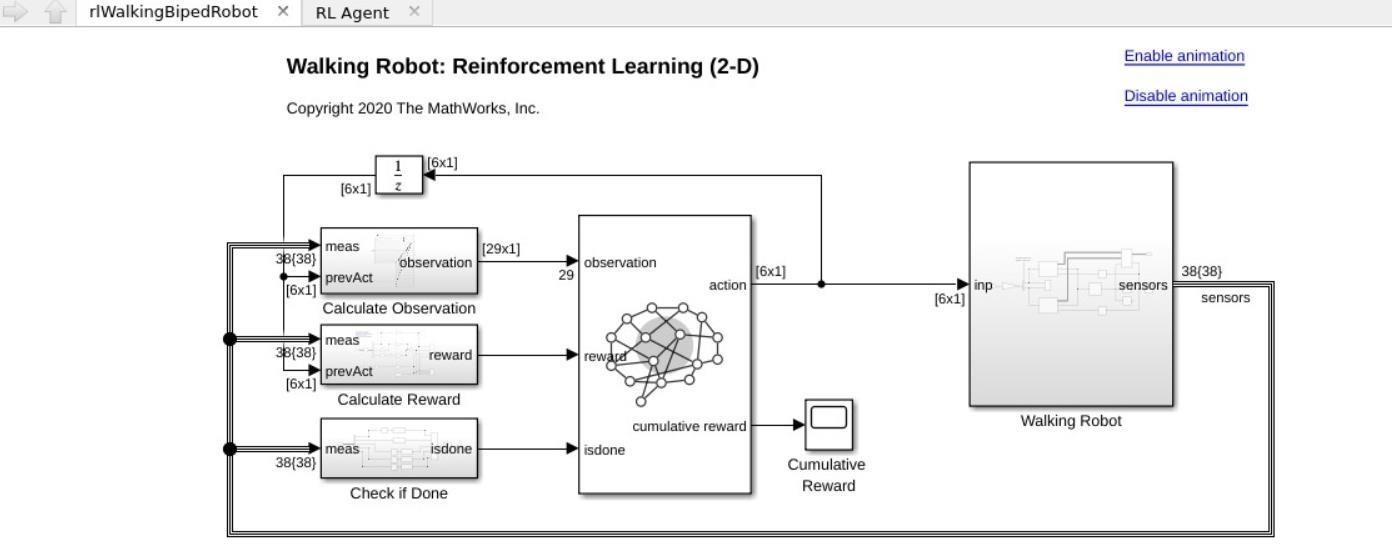 rlWalkingBipedRobot
RL Agent
Walking Robot: Reinforcement Learning (2-D)
Enable animation
Copyright 2020 The MathWorks, Inc.
Disable animation
1
z
[6x1]
[6x1]
meas
38{38}
prevAct
[6x1]
observation
[29x1]
Calculate Observation
meas
38{38}
prevAct
[6x1]
reward
Calculate Reward
meas
38{38}
isdone
Check if Done
observation
29
action
[6x1]
reward
cumulative reward
isdone
Cumulative
Reward
[6x1]
inp
sensors
38{38}
sensors
Walking Robot